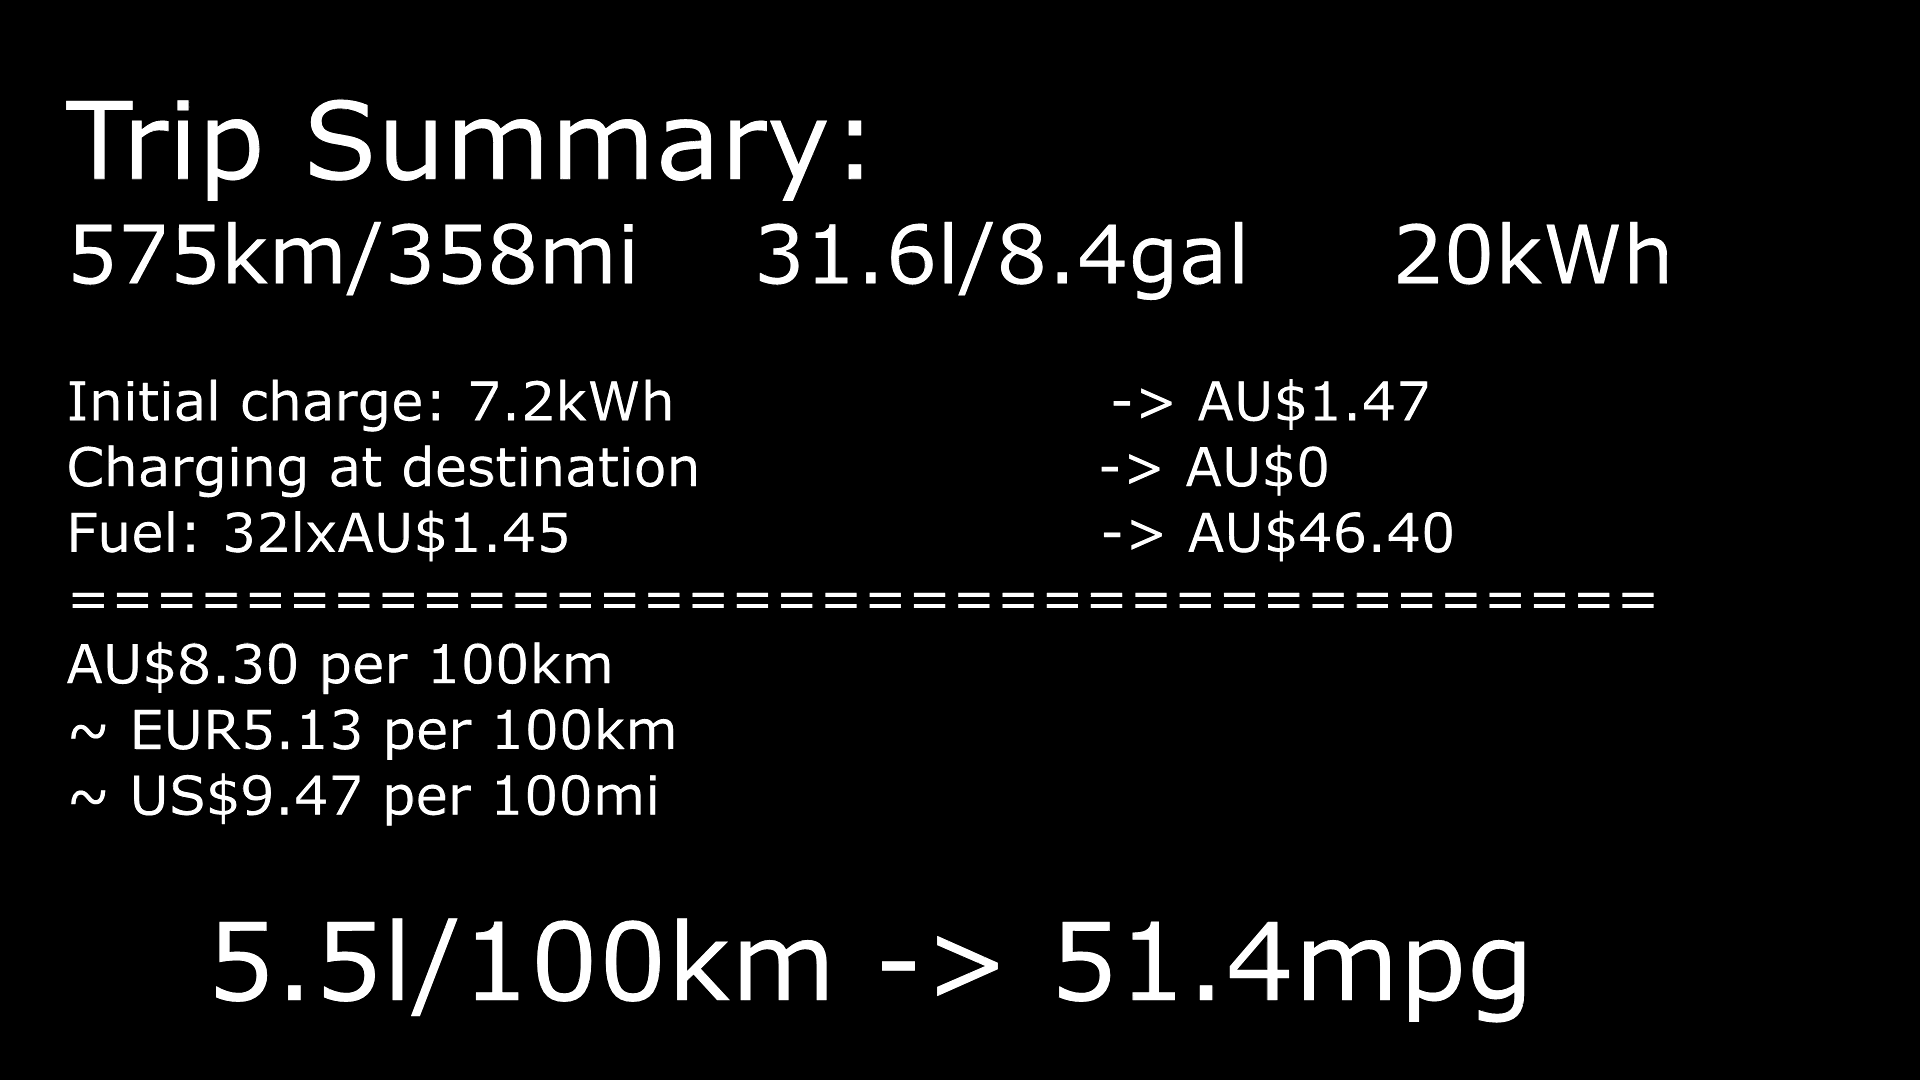 Trip Summary:
575km/358mi 31.6l/8.4gal 20kWh
Initial charge: 7.2kWh -> AU$1.47
Charging at destination -> AU$0
Fuel: 32lxAU$1.45 -> AU$46.40
====================================
AU$8.30 per 100km
~ EUR5.13 per 100km
~ US$9.47 per 100mi
5.5l/100km -> 51.4mpg